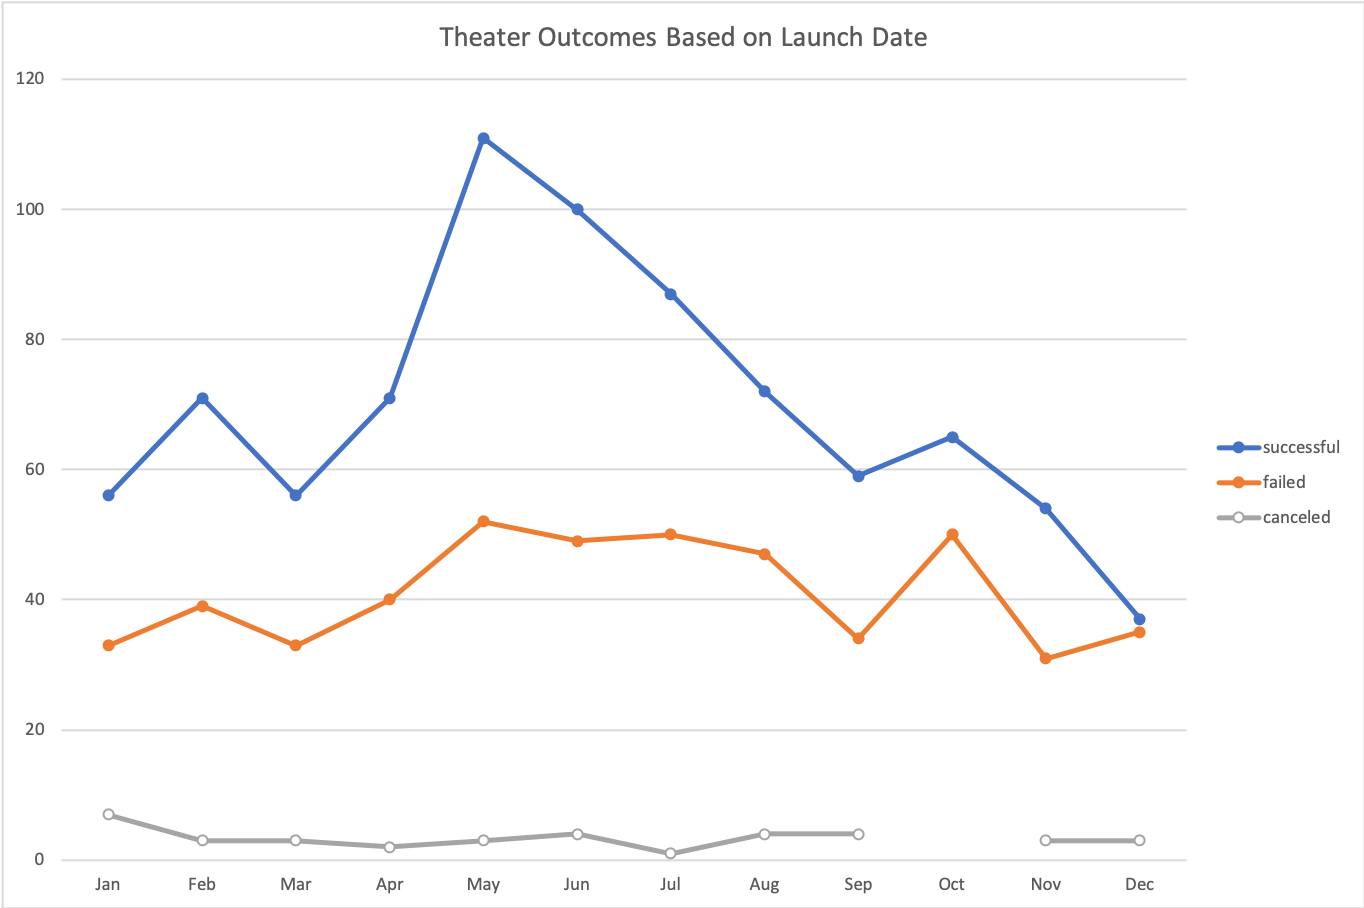 Theater Outcomes Based on Launch Date
120
100
80
60
40
20
0
Jan Feb Mar Apr May Jun Jul Aug Sep Oct Nov Dec
successful
failed
canceled